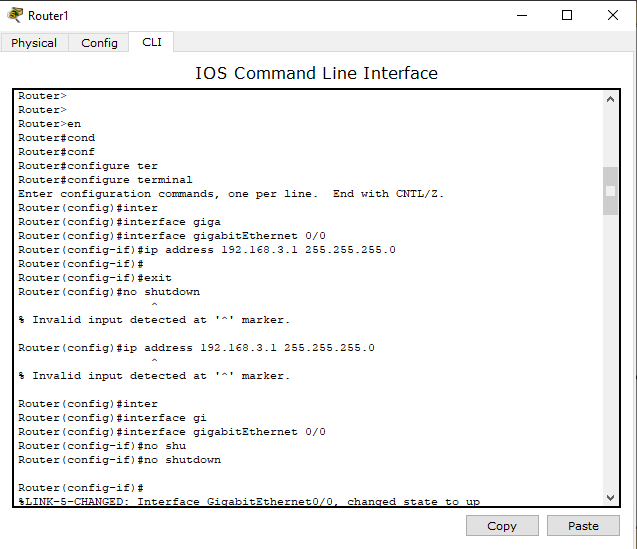 Router1
Physical Config CLI
IOS Command Line Interface
Router>
Router>
Router>en
Router#cond
Router#conf
Router#configure ter
Router#configure terminal
Enter configuration commands, one per line.  End with CNTL/Z.
Router(config)#inter
Router(config)#interface giga
Router(config)#interface gigabitEthernet 0/0
Router(config-if)#ip address 192.168.3.1 255.255.255.0
Router(config-if)#
Router(config-if)#exit
Router(config)#no shutdown
^
% Invalid input detected at '^' marker.
Router(config)#ip address 192.168.3.1 255.255.255.0
^
% Invalid input detected at '^' marker.
Router(config)#inter
Router(config)#interface gi
Router(config)#interface gigabitEthernet 0/0
Router(config-if)#no shu
Router(config-if)#no shutdown
Router(config-if)#
%LINK-5-CHANGED: Interface GigabitEthernet0/0, changed state to up
Copy Paste